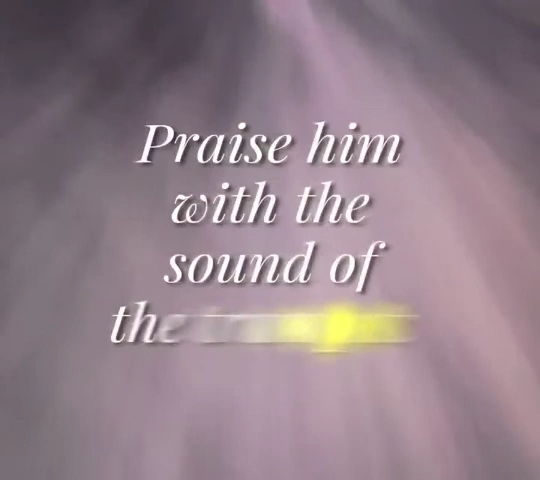 Praise him
with the
sound of
the